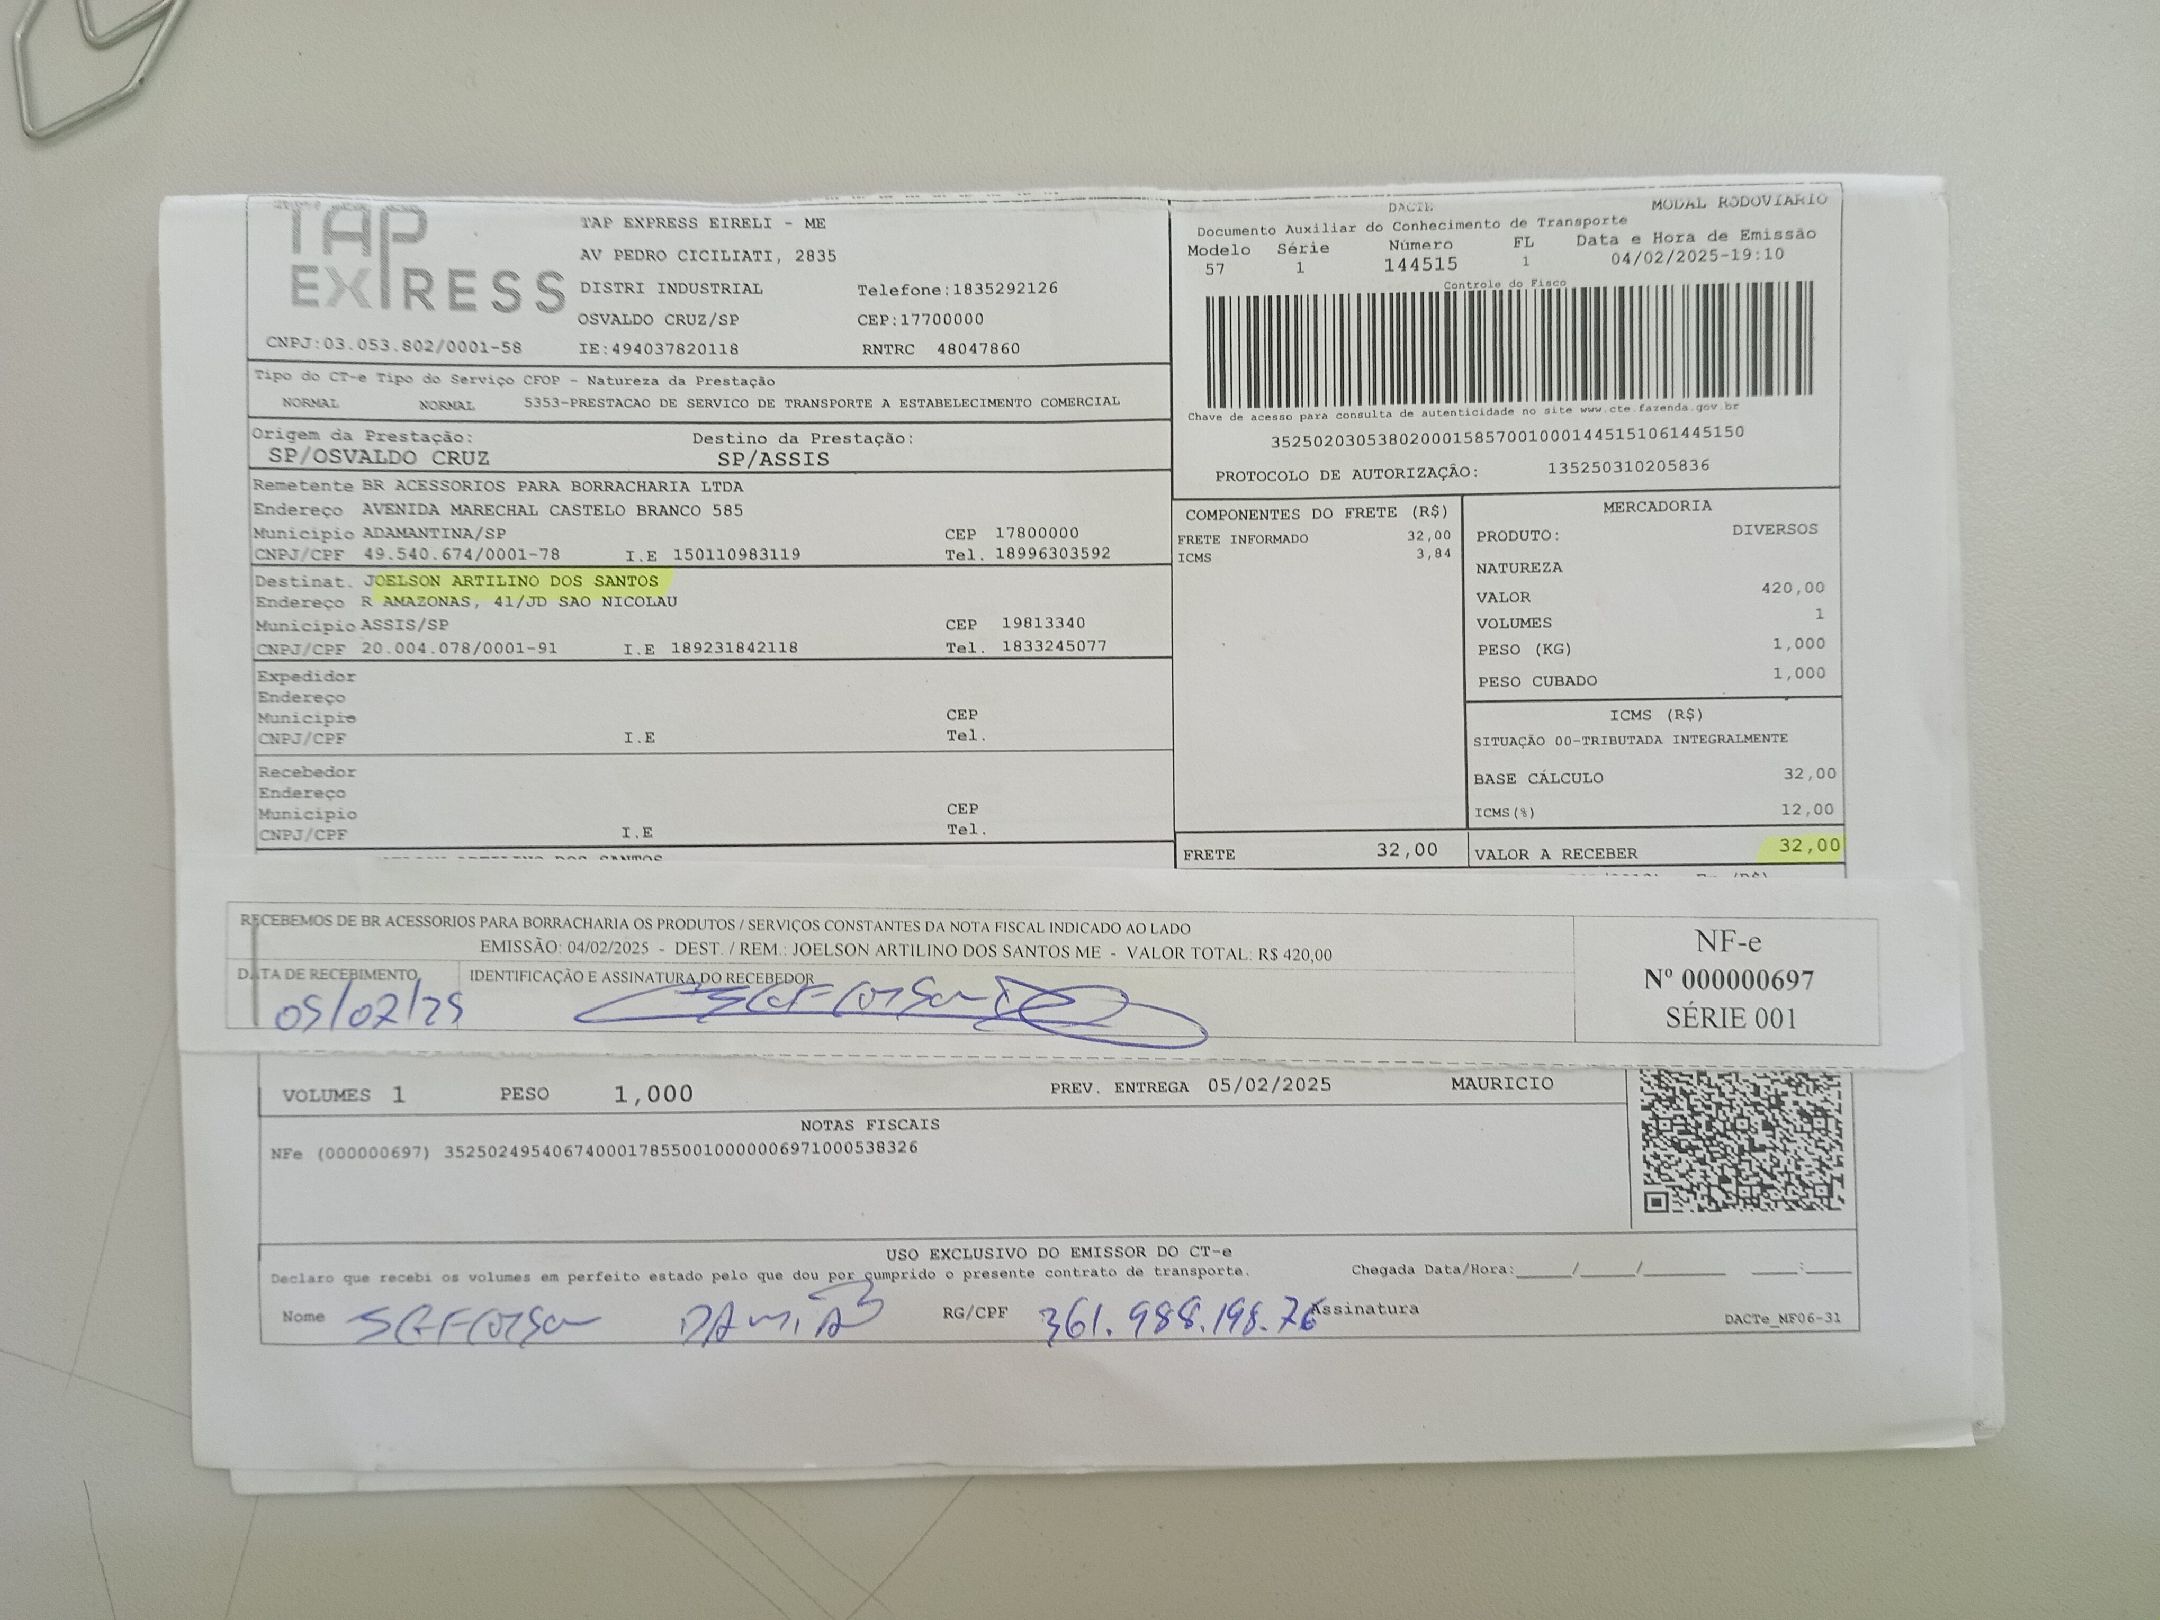 TAP EXPRESS
TAP EXPRESS EIRELI - ME
AV PEDRO CICILIATI, 2835
DISTRI INDUSTRIAL Telefone:1835292126
OSVALDO CRUZ/SP CEP:17700000
CNPJ:03.053.802/0001-58 IE:494037820118 RNTRC 48047860
DACTE MODAL RODOVIARIO
Documento Auxiliar do Conhecimento de Transporte
Modelo Série Número FL Data e Hora de Emissão
57 1 144515 1 04/02/2025-19:10
Controle do Fisco
Chave de acesso para consulta de autenticidade no site www.cte.fazenda.gov.br
35250203053802000158570010001445151061445150
PROTOCOLO DE AUTORIZAÇÃO: 135250310205836
Tipo do CT-e Tipo do Serviço CFOP - Natureza da Prestação
NORMAL NORMAL 5353-PRESTACAO DE SERVICO DE TRANSPORTE A ESTABELECIMENTO COMERCIAL
Origem da Prestação: Destino da Prestação:
SP/OSVALDO CRUZ SP/ASSIS
Remetente BR ACESSORIOS PARA BORRACHARIA LTDA
Endereço AVENIDA MARECHAL CASTELO BRANCO 585
Municipio ADAMANTINA/SP CEP 17800000
CNPJ/CPF 49.540.674/0001-78 I.E 150110983119 Tel. 18996303592
Destinat. JOELSON ARTILINO DOS SANTOS
Endereço R AMAZONAS, 41/JD SAO NICOLAU
Municipio ASSIS/SP CEP 19813340
CNPJ/CPF 20.004.078/0001-91 I.E 189231842118 Tel. 1833245077
Expedidor
Endereço
Municipio CEP
CNPJ/CPF I.E Tel.
Recebedor
Endereço
Municipio CEP
CNPJ/CPF I.E Tel.
COMPONENTES DO FRETE (R$)
FRETE INFORMADO 32,00
ICMS 3,84
MERCADORIA
PRODUTO: DIVERSOS
NATUREZA
VALOR 420,00
VOLUMES 1
PESO (KG) 1,000
PESO CUBADO 1,000
ICMS (R$)
SITUAÇÃO 00-TRIBUTADA INTEGRALMENTE
BASE CÁLCULO 32,00
ICMS(%) 12,00
FRETE 32,00 VALOR A RECEBER 32,00
RECEBEMOS DE BR ACESSORIOS PARA BORRACHARIA OS PRODUTOS / SERVIÇOS CONSTANTES DA NOTA FISCAL INDICADO AO LADO
EMISSÃO: 04/02/2025 - DEST. / REM.: JOELSON ARTILINO DOS SANTOS ME - VALOR TOTAL: R$ 420,00
DATA DE RECEBIMENTO IDENTIFICAÇÃO E ASSINATURA DO RECEBEDOR
05/02/25
NF-e
Nº 000000697
SÉRIE 001
VOLUMES 1 PESO 1,000 PREV. ENTREGA 05/02/2025 MAURICIO
NOTAS FISCAIS
NFe (000000697) 35250249540674000178550010000006971000538326
USO EXCLUSIVO DO EMISSOR DO CT-e
Declaro que recebi os volumes em perfeito estado pelo que dou por cumprido o presente contrato de transporte. Chegada Data/Hora:____/____/______ ____:____
Nome RG/CPF 361.988.198.76 Assinatura
DACTe_MF06-31